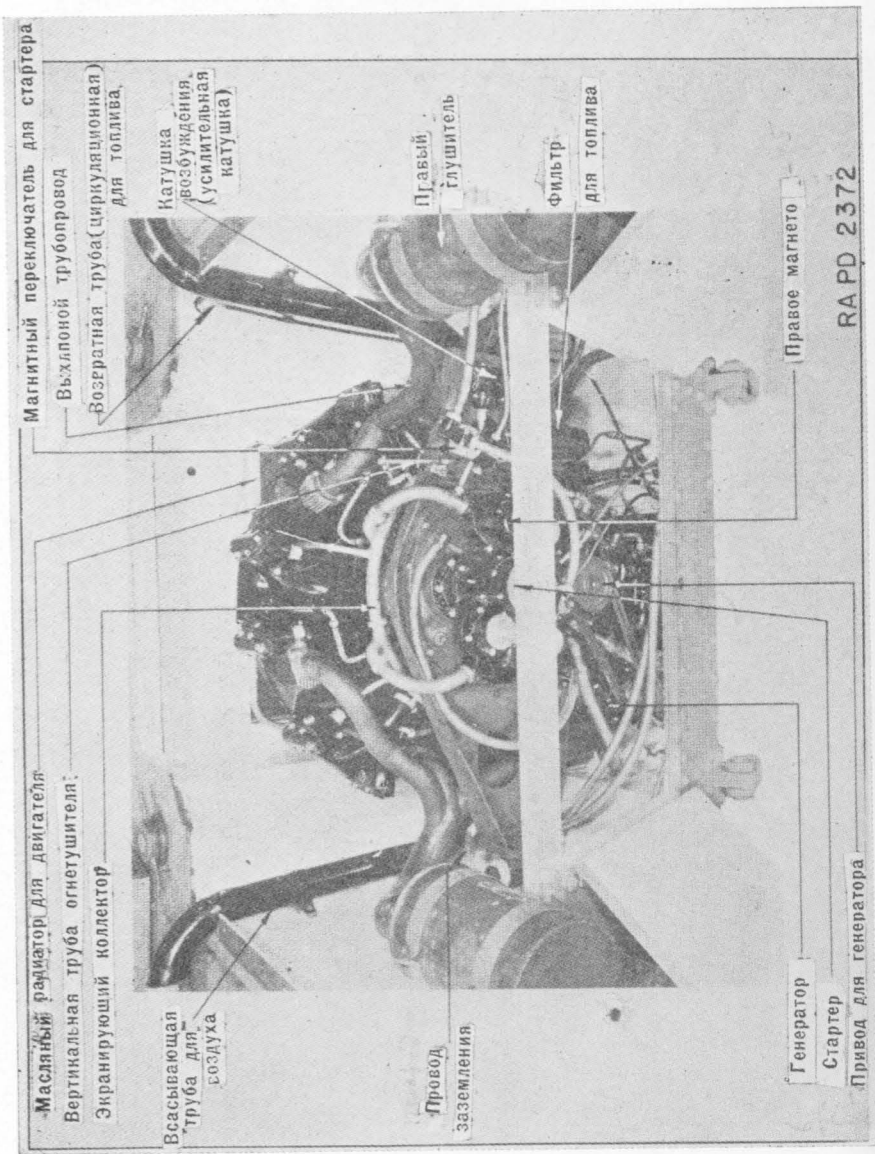 Масляный радиатор для двигателя
Вертикальная труба огнетушителя
Экранирующий коллектор
Всасывающая
труба для
воздуха
Провод
заземления
Генератор
Стартер
Привод для генератора
Магнитный переключатель для стартера
Выхлпоной трубопровод
Возвратная труба(циркуляционная)
для топлива
Катушка
возбуждения
(усилительная
катушка)
Правый
глушитель
Фильтр
для топлива
Правое магнето
RA PD 2372